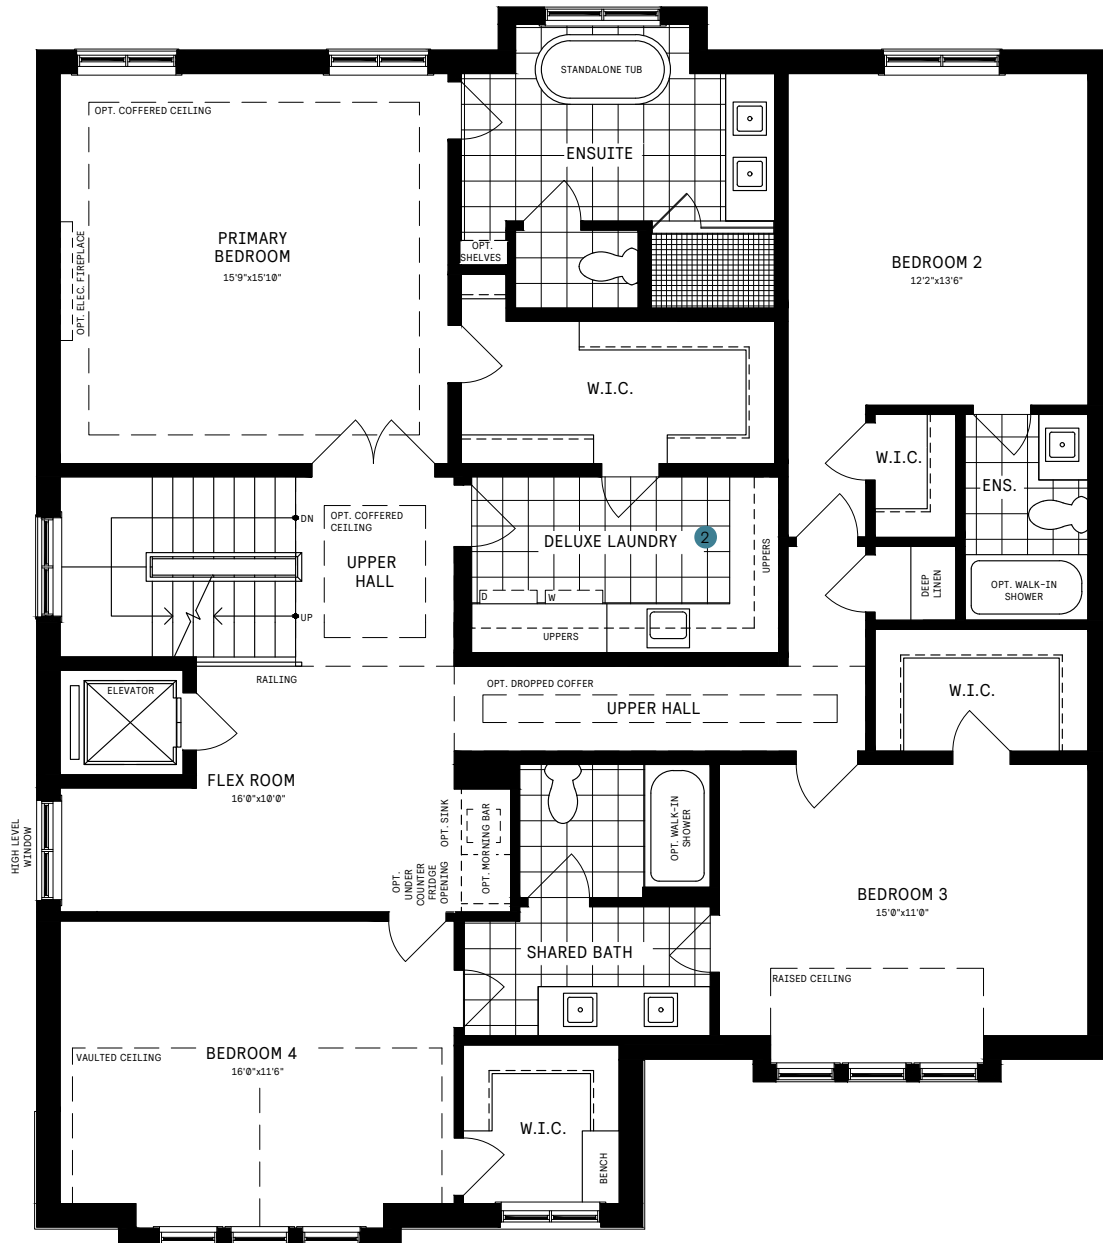 STANDALONE TUB
OPT. COFFERED CEILING
ENSUITE
PRIMARY
BEDROOM
15'9"x15'10"
OPT. ELEC. FIREPLACE
OPT.
SHELVES
BEDROOM 2
12'2"x13'6"
W.I.C.
W.I.C.
ENS.
OPT. COFFERED
CEILING
DN
UPPER
HALL
UP
DELUXE LAUNDRY
2
UPPERS
D
W
UPPERS
DEEP
LINEN
OPT. WALK-IN
SHOWER
RAILING
ELEVATOR
OPT. DROPPED COFFER
UPPER HALL
W.I.C.
FLEX ROOM
16'0"x10'0"
HIGH LEVEL
WINDOW
OPT. SINK
OPT. MORNING BAR
OPT.
UNDER
COUNTER
FRIDGE
OPENING
OPT. WALK-IN
SHOWER
BEDROOM 3
15'0"x11'0"
SHARED BATH
RAISED CEILING
VAULTED CEILING
BEDROOM 4
16'0"x11'6"
W.I.C.
BENCH